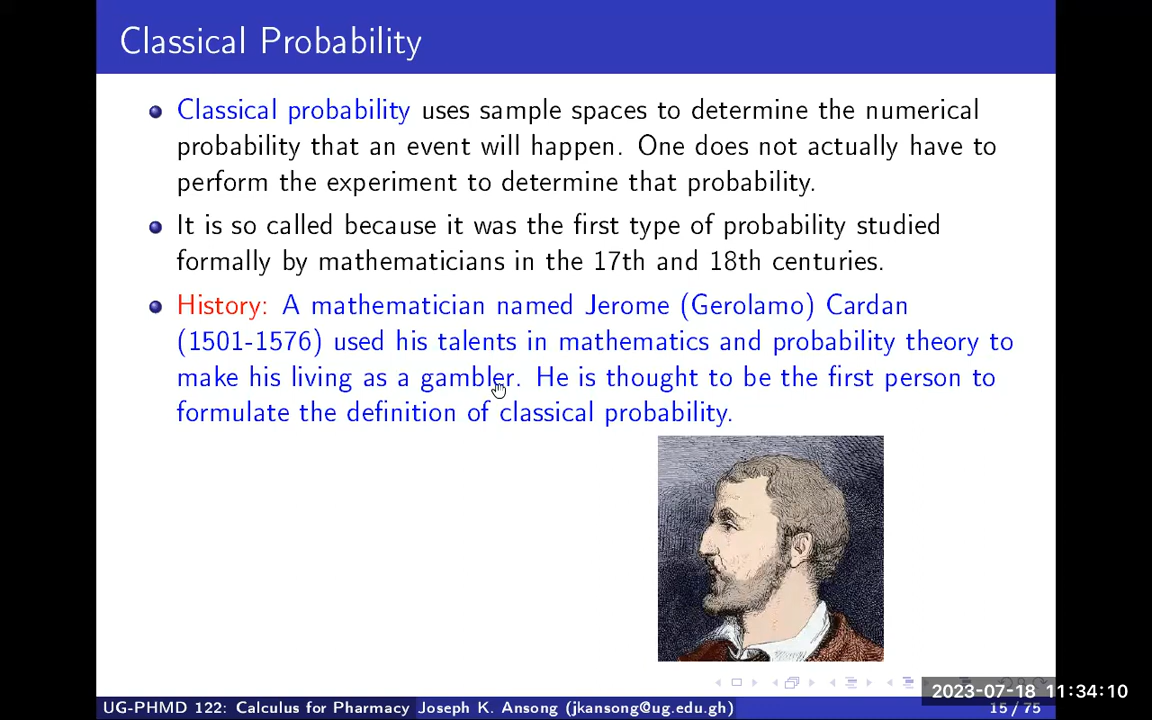 Classical Probability
Classical probability uses sample spaces to determine the numerical
probability that an event will happen. One does not actually have to
perform the experiment to determine that probability.
It is so called because it was the first type of probability studied
formally by mathematicians in the 17th and 18th centuries.
History: A mathematician named Jerome (Gerolamo) Cardan
(1501-1576) used his talents in mathematics and probability theory to
make his living as a gambler. He is thought to be the first person to
formulate the definition of classical probability.
2023-07-18 11:34:10
UG-PHMD 122: Calculus for Pharmacy Joseph K. Ansong (jkansong@ug.edu.gh) 15 / 75